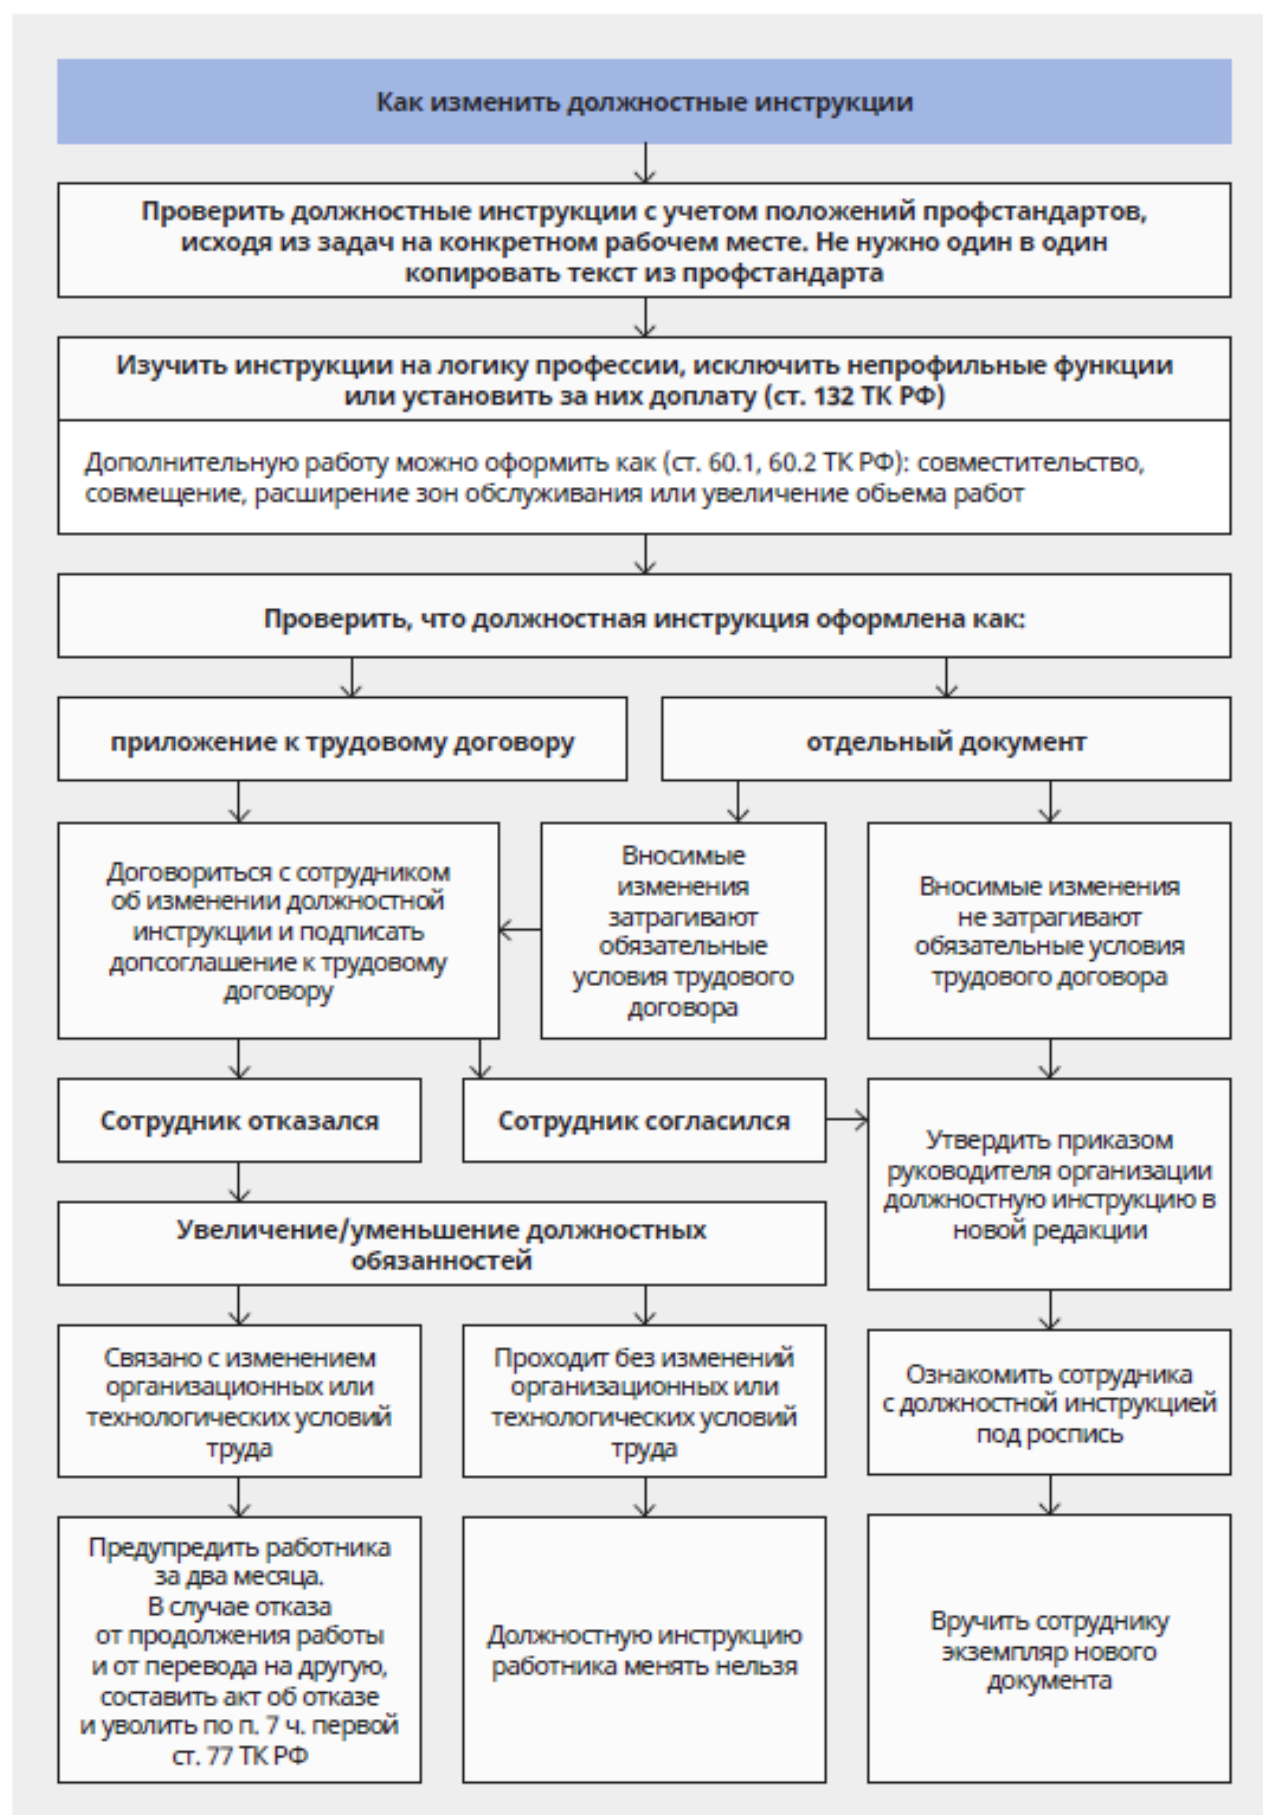 Как изменить должностные инструкции
Проверить должностные инструкции с учетом положений профстандартов,
исходя из задач на конкретном рабочем месте. Не нужно один в один
копировать текст из профстандарта
Изучить инструкции на логику профессии, исключить непрофильные функции
или установить за них доплату (ст. 132 ТК РФ)
Дополнительную работу можно оформить как (ст. 60.1, 60.2 ТК РФ): совместительство,
совмещение, расширение зон обслуживания или увеличение обьема работ
Проверить, что должностная инструкция оформлена как:
приложение к трудовому договору
отдельный документ
Договориться с сотрудником
об изменении должностной
инструкции и подписать
допсоглашение к трудовому
договору
Вносимые
изменения
затрагивают
обязательные
условия трудового
договора
Вносимые изменения
не затрагивают
обязательные условия
трудового договора
Сотрудник отказался
Сотрудник согласился
Утвердить приказом
руководителя организации
должностную инструкцию в
новой редакции
Увеличение/уменьшение должностных
обязанностей
Связано с изменением
организационных или
технологических условий
труда
Проходит без изменений
организационных или
технологических условий
труда
Ознакомить сотрудника
с должностной инструкцией
под роспись
Предупредить работника
за два месяца.
В случае отказа
от продолжения работы
и от перевода на другую,
составить акт об отказе
и уволить по п. 7 ч. первой
ст. 77 ТК РФ
Должностную инструкцию
работника менять нельзя
Вручить сотруднику
экземпляр нового
документа